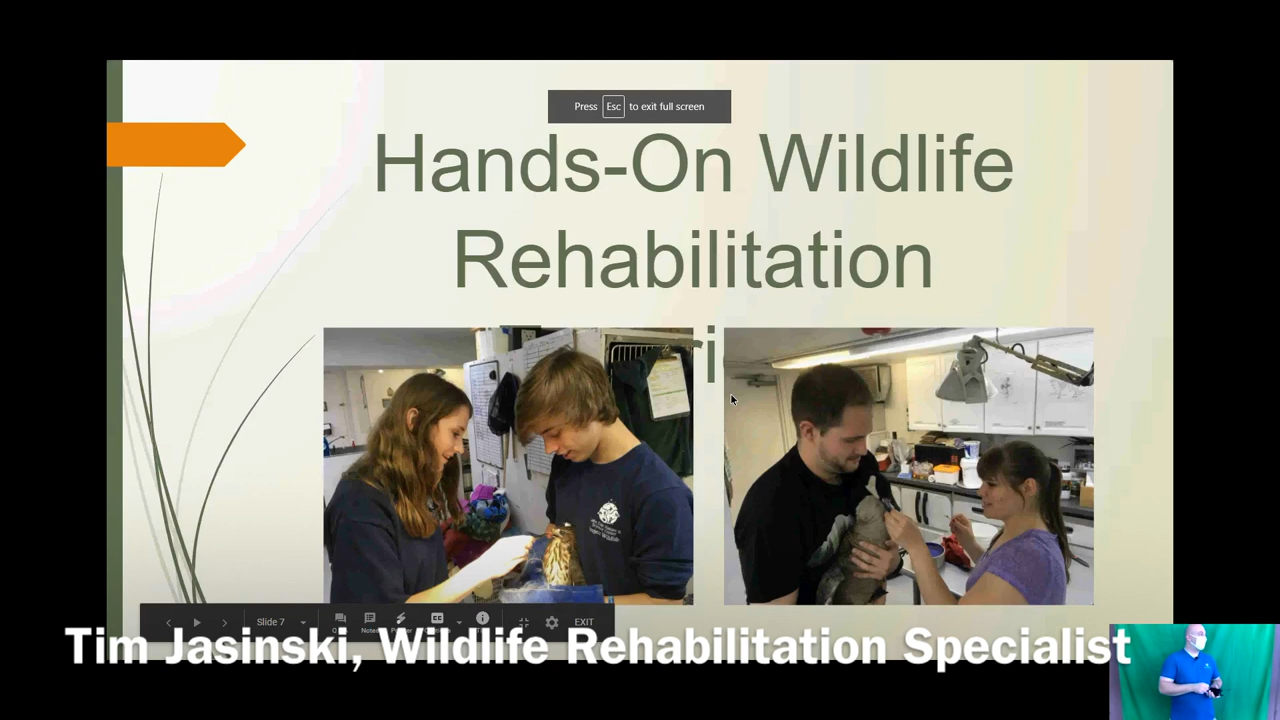 Press Esc to exit full screen
Hands-On Wildlife
Rehabilitation
Slide 7
EXIT
Tim Jasinski, Wildlife Rehabilitation Specialist